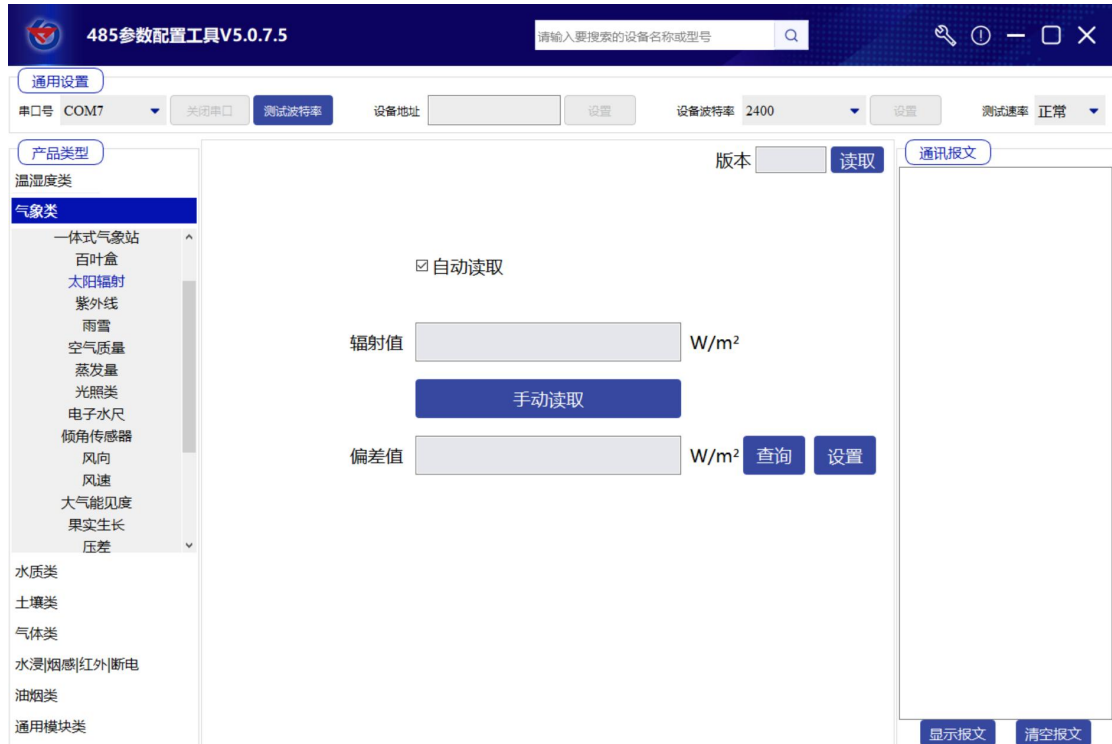 485参数配置工具V5.0.7.5
请输入要搜索的设备名称或型号
通用设置
串口号 COM7 关闭串口 测试波特率 设备地址 设置 设备波特率 2400 设置 测试速率 正常
产品类型
温湿度类
气象类
一体式气象站
百叶盒
太阳辐射
紫外线
雨雪
空气质量
蒸发量
光照类
电子水尺
倾角传感器
风向
风速
大气能见度
果实生长
压差
水质类
土壤类
气体类
水浸|烟感|红外|断电
油烟类
通用模块类
版本 读取
自动读取
辐射值 W/m²
手动读取
偏差值 W/m² 查询 设置
通讯报文
显示报文 清空报文